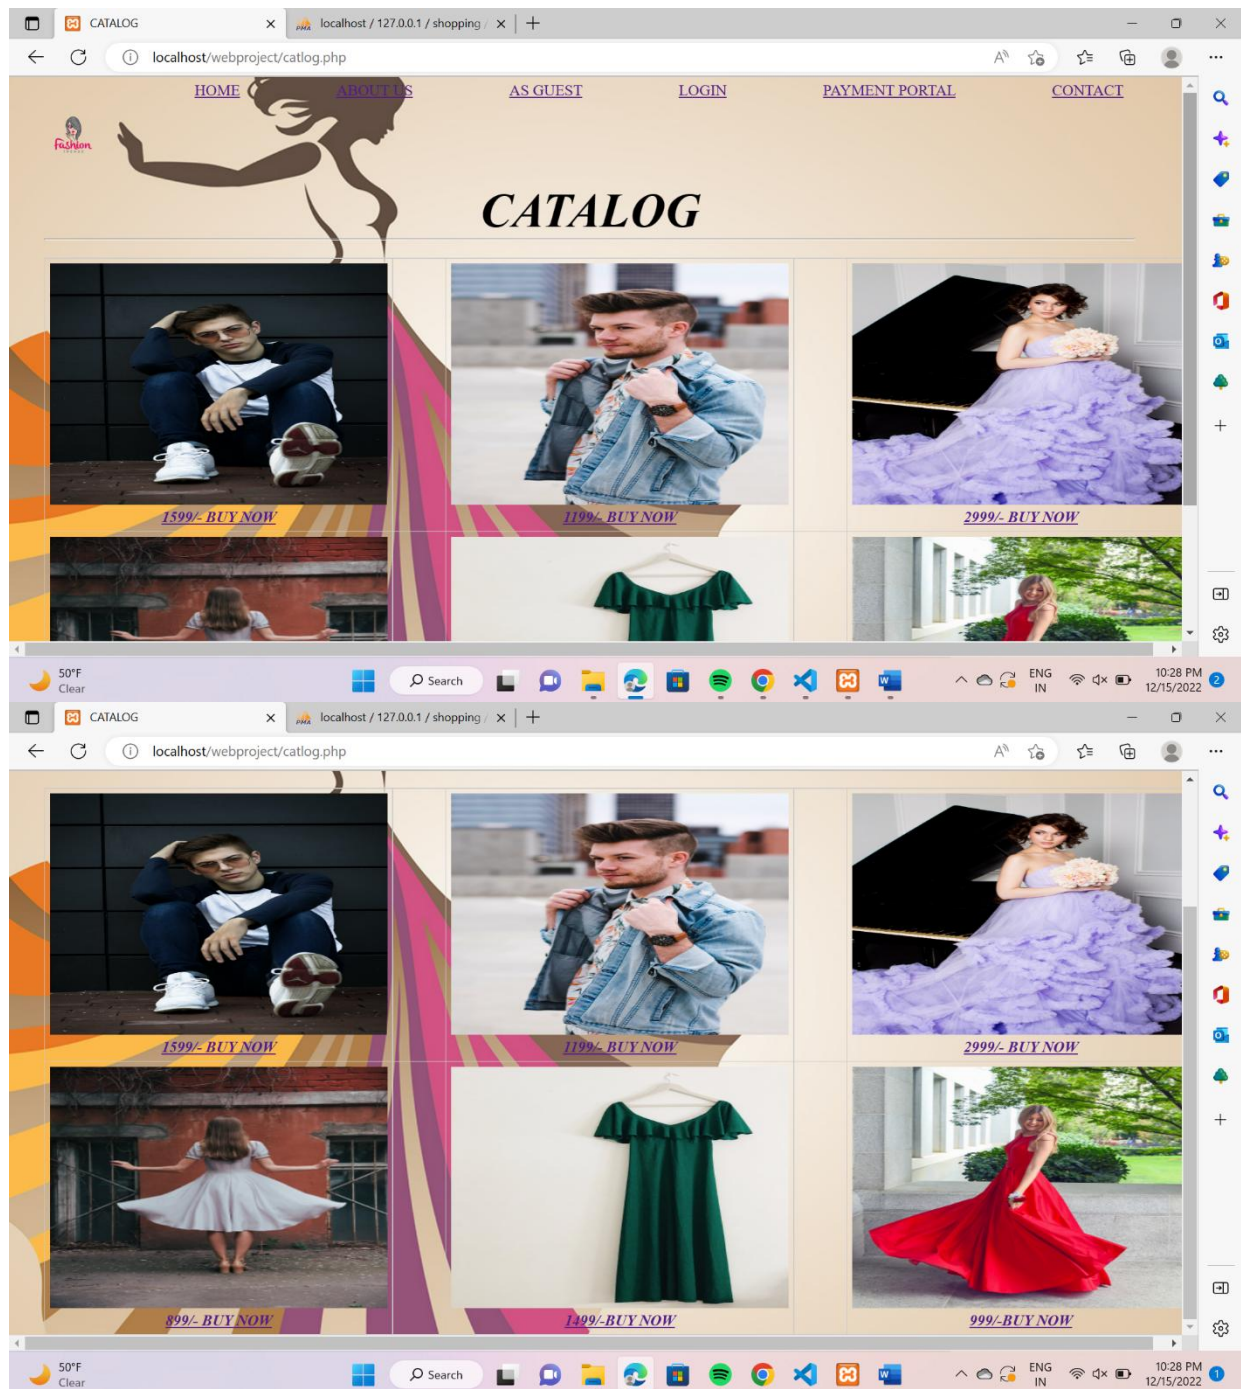 CATALOG
localhost / 127.0.0.1 / shopping /
localhost/webproject/catlog.php
HOME ABOUT US AS GUEST LOGIN PAYMENT PORTAL CONTACT
Fashion
CATALOG
1599/- BUY NOW 1199/- BUY NOW 2999/- BUY NOW
50°F
Clear
Search
ENG
IN
10:28 PM
12/15/2022
2
CATALOG
localhost / 127.0.0.1 / shopping /
localhost/webproject/catlog.php
1599/- BUY NOW 1199/- BUY NOW 2999/- BUY NOW
899/- BUY NOW 1499/-BUY NOW 999/-BUY NOW
50°F
Clear
Search
ENG
IN
10:28 PM
12/15/2022
1